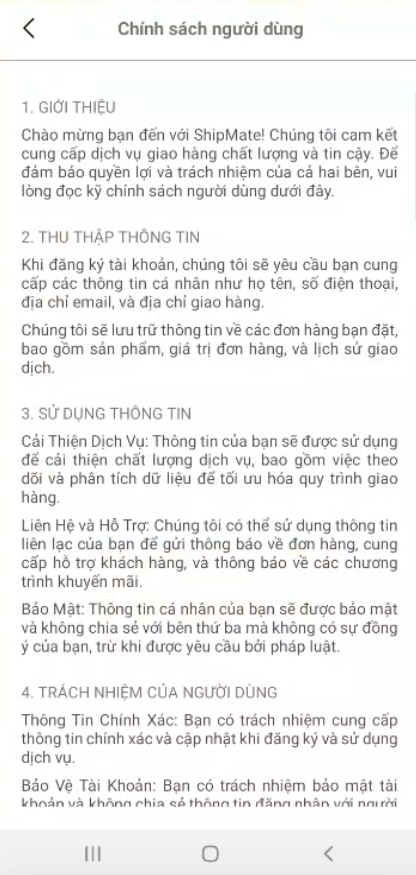 Chính sách người dùng
1. GIỚI THIỆU
Chào mừng bạn đến với ShipMate! Chúng tôi cam kết
cung cấp dịch vụ giao hàng chất lượng và tin cậy. Để
đảm bảo quyền lợi và trách nhiệm của cả hai bên, vui
lòng đọc kỹ chính sách người dùng dưới đây.
2. THU THẬP THÔNG TIN
Khi đăng ký tài khoản, chúng tôi sẽ yêu cầu bạn cung
cấp các thông tin cá nhân như họ tên, số điện thoại,
địa chỉ email, và địa chỉ giao hàng.
Chúng tôi sẽ lưu trữ thông tin về các đơn hàng bạn đặt,
bao gồm sản phẩm, giá trị đơn hàng, và lịch sử giao
dịch.
3. SỬ DỤNG THÔNG TIN
Cải Thiện Dịch Vụ: Thông tin của bạn sẽ được sử dụng
để cải thiện chất lượng dịch vụ, bao gồm việc theo
dõi và phân tích dữ liệu để tối ưu hóa quy trình giao
hàng.
Liên Hệ và Hỗ Trợ: Chúng tôi có thể sử dụng thông tin
liên lạc của bạn để gửi thông báo về đơn hàng, cung
cấp hỗ trợ khách hàng, và thông báo về các chương
trình khuyến mãi.
Bảo Mật: Thông tin cá nhân của bạn sẽ được bảo mật
và không chia sẻ với bên thứ ba mà không có sự đồng
ý của bạn, trừ khi được yêu cầu bởi pháp luật.
4. TRÁCH NHIỆM CỦA NGƯỜI DÙNG
Thông Tin Chính Xác: Bạn có trách nhiệm cung cấp
thông tin chính xác và cập nhật khi đăng ký và sử dụng
dịch vụ.
Bảo Vệ Tài Khoản: Bạn có trách nhiệm bảo mật tài
khoản và không chia sẻ thông tin đăng nhập với người